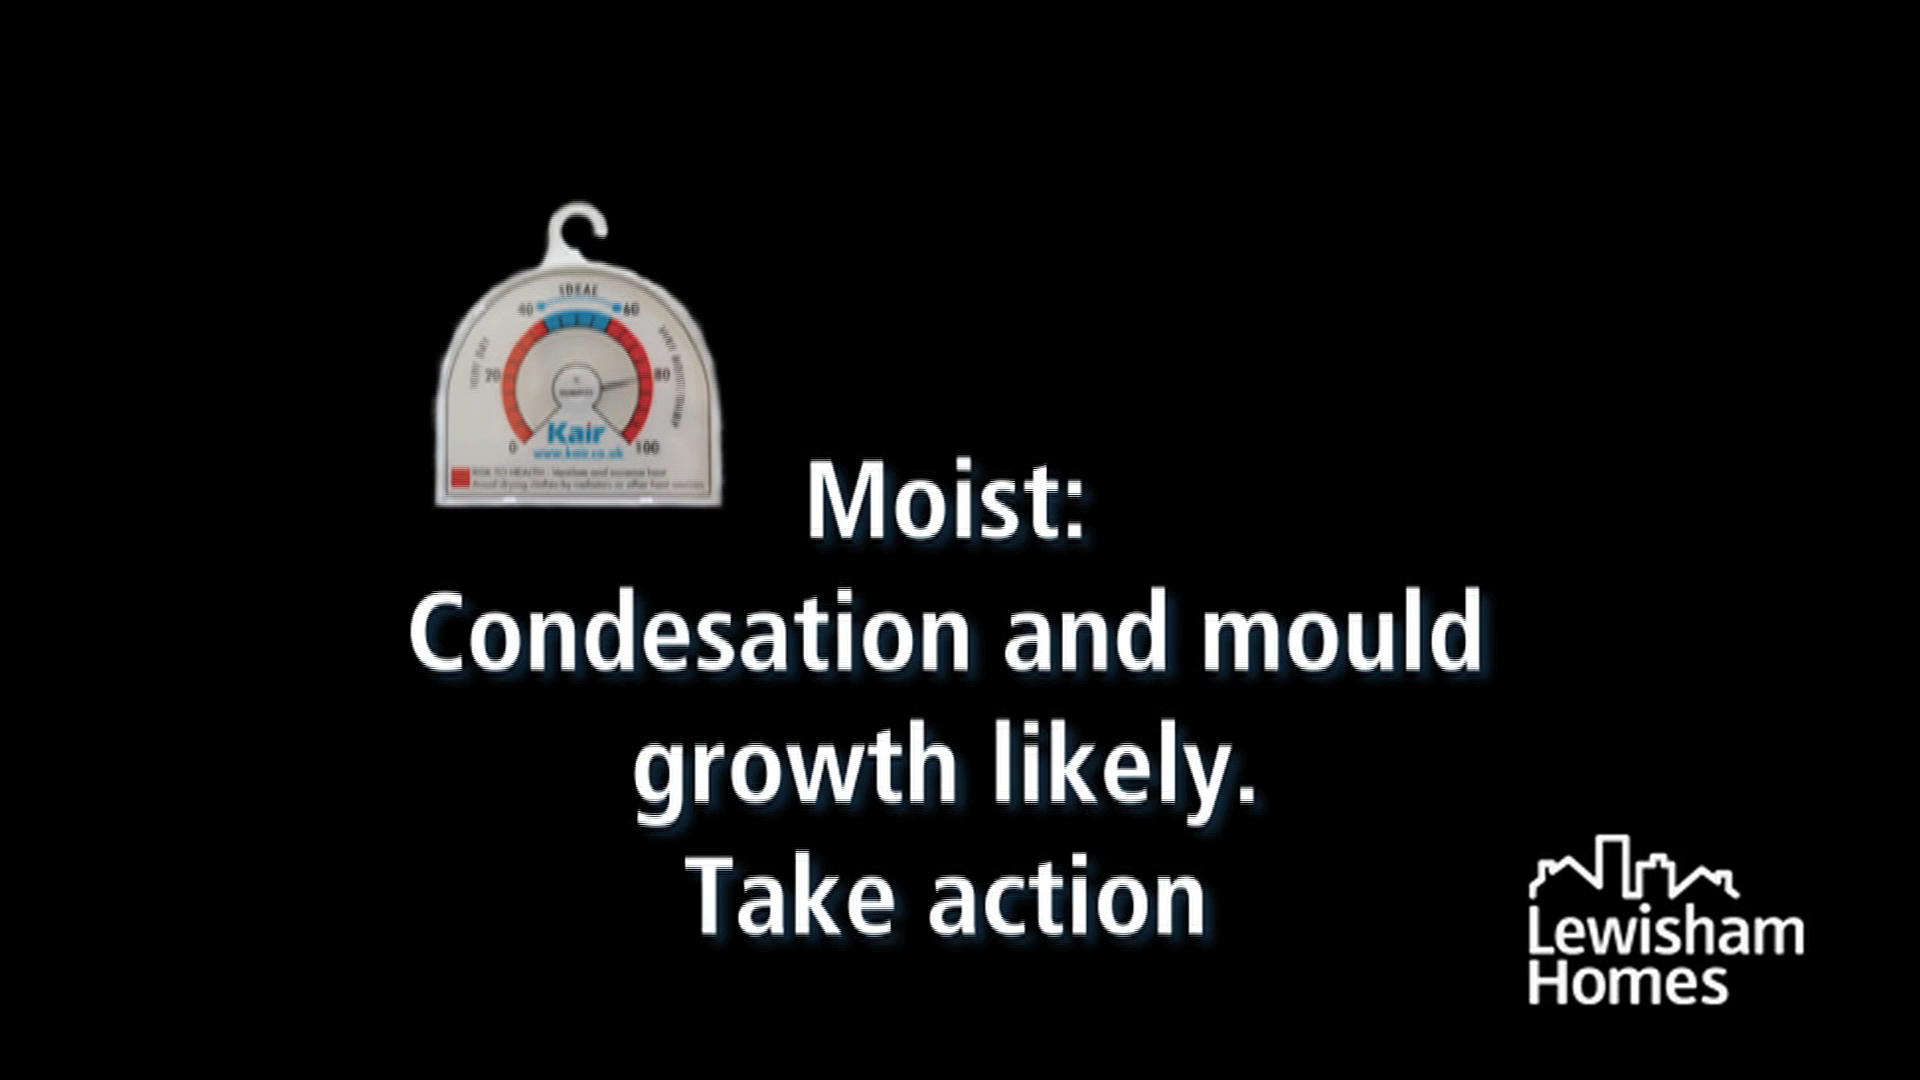 IDEAL
40
60
20
80
0
100
Kair
www.kair.co.uk
Moist:
Condesation and mould
growth likely.
Take action
Lewisham
Homes